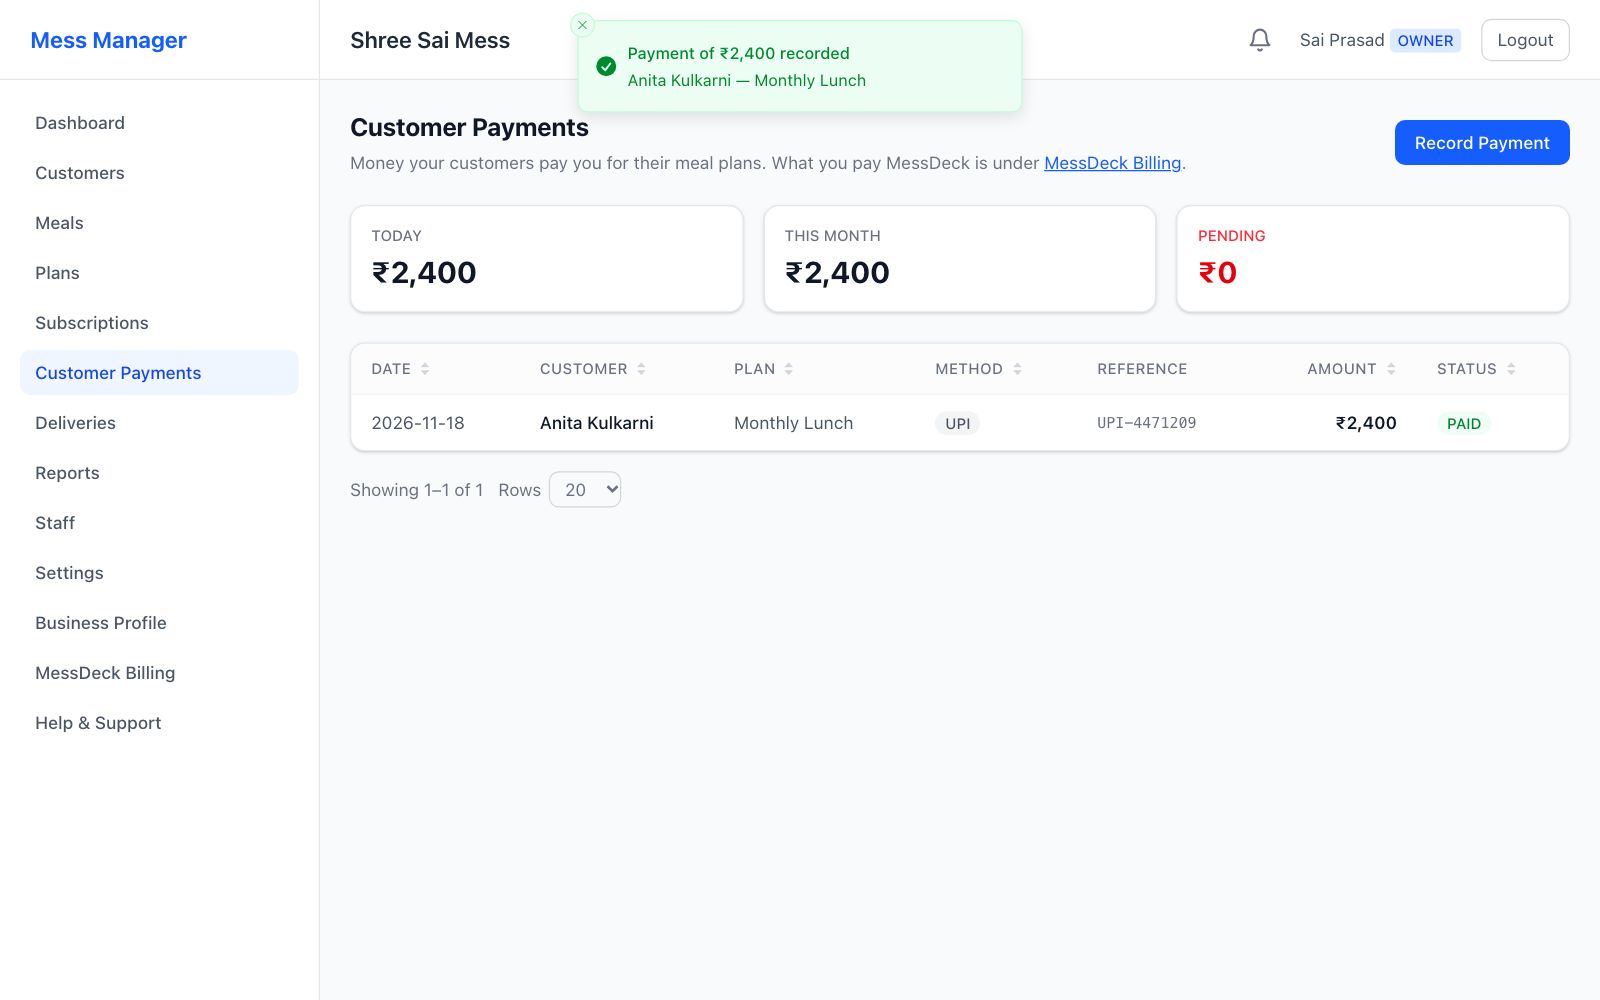 Mess Manager
Shree Sai Mess
Payment of ₹2,400 recorded
Anita Kulkarni — Monthly Lunch
Sai Prasad OWNER
Logout
Dashboard
Customers
Meals
Plans
Subscriptions
Customer Payments
Deliveries
Reports
Staff
Settings
Business Profile
MessDeck Billing
Help & Support
Customer Payments
Money your customers pay you for their meal plans. What you pay MessDeck is under MessDeck Billing.
Record Payment
TODAY
₹2,400
THIS MONTH
₹2,400
PENDING
₹0
DATE CUSTOMER PLAN METHOD REFERENCE AMOUNT STATUS
2026-11-18 Anita Kulkarni Monthly Lunch UPI UPI-4471209 ₹2,400 PAID
Showing 1–1 of 1 Rows 20